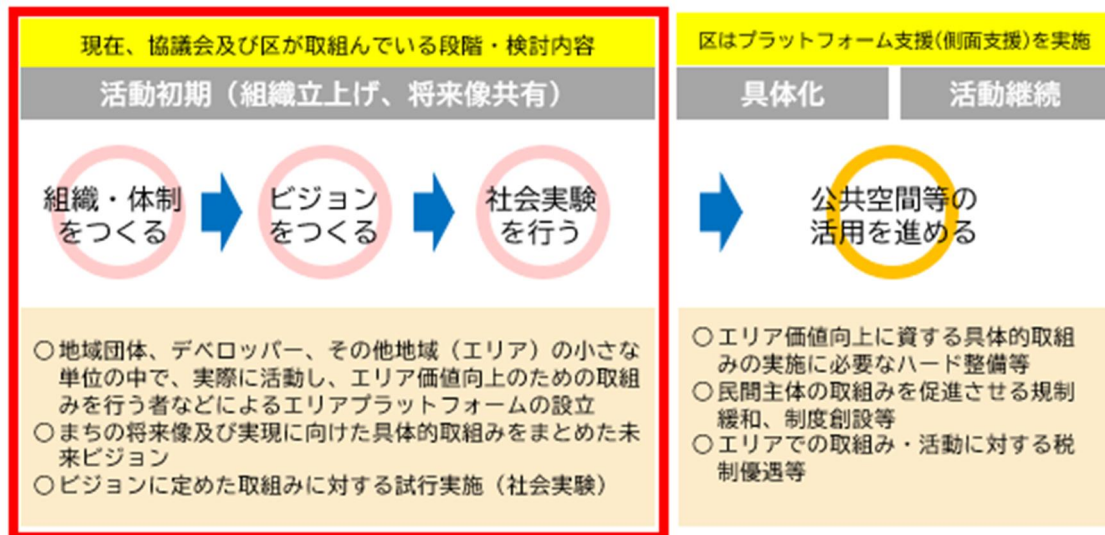 現在、協議会及び区が取組んでいる段階・検討内容
活動初期（組織立上げ、将来像共有）
組織・体制
をつくる
ビジョン
をつくる
社会実験
を行う
○地域団体、デベロッパー、その他地域（エリア）の小さな
単位の中で、実際に活動し、エリア価値向上のための取組
みを行う者などによるエリアプラットフォームの設立
○まちの将来像及び実現に向けた具体的取組みをまとめた未
来ビジョン
○ビジョンに定めた取組みに対する試行実施（社会実験）
区はプラットフォーム支援(側面支援)を実施
具体化
活動継続
公共空間等の
活用を進める
○エリア価値向上に資する具体的取組
みの実施に必要なハード整備等
○民間主体の取組みを促進させる規制
緩和、制度創設等
○エリアでの取組み・活動に対する税
制優遇等